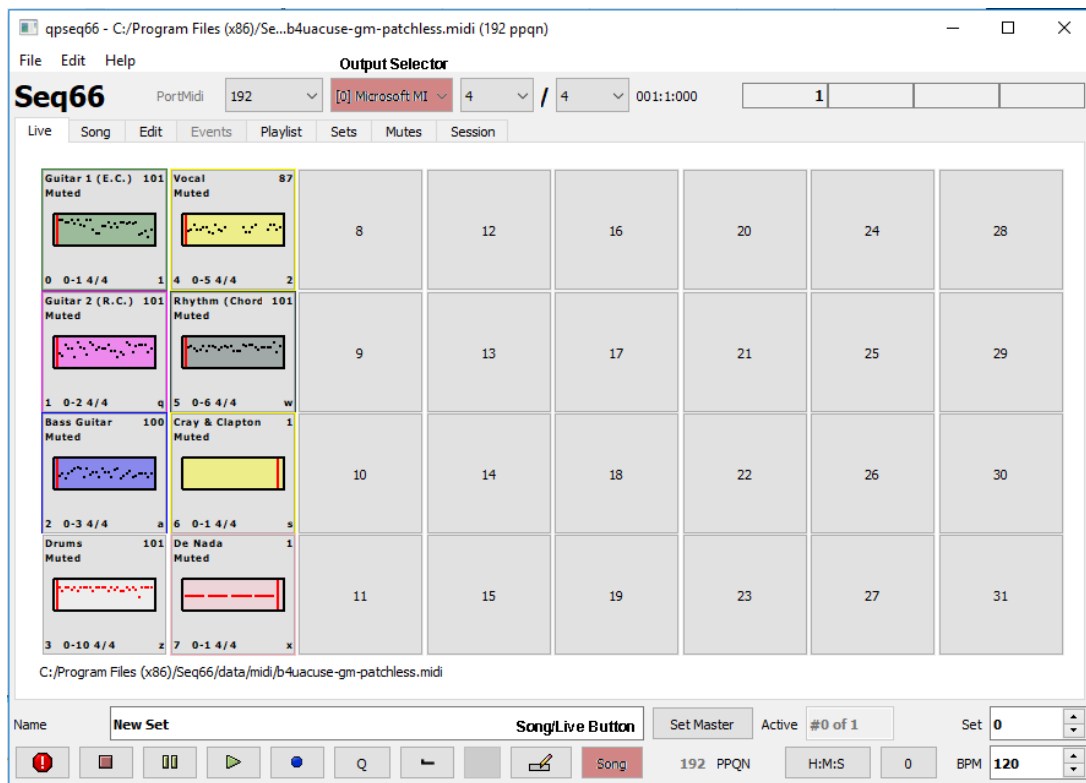 qpseq66 - C:/Program Files (x86)/Se...b4uacuse-gm-patchless.midi (192 ppqn)
File Edit Help
Output Selector
Seq66 PortMidi 192 [0] Microsoft MI 4 / 4 001:1:000 1
Live Song Edit Events Playlist Sets Mutes Session
Guitar 1 (E.C.) 101
Muted
0 0-1 4/4 1
Vocal 87
Muted
4 0-5 4/4 2
8 12 16 20 24 28
Guitar 2 (R.C.) 101
Muted
1 0-2 4/4 q
Rhythm (Chord 101
Muted
5 0-6 4/4 w
9 13 17 21 25 29
Bass Guitar 100
Muted
2 0-3 4/4 a
Cray & Clapton 1
Muted
6 0-1 4/4 s
10 14 18 22 26 30
Drums 101
Muted
3 0-10 4/4 z
De Nada 1
Muted
7 0-1 4/4 x
11 15 19 23 27 31
C:/Program Files (x86)/Seq66/data/midi/b4uacuse-gm-patchless.midi
Name New Set Song/Live Button Set Master Active #0 of 1 Set 0
Q Song 192 PPQN H:M:S 0 BPM 120